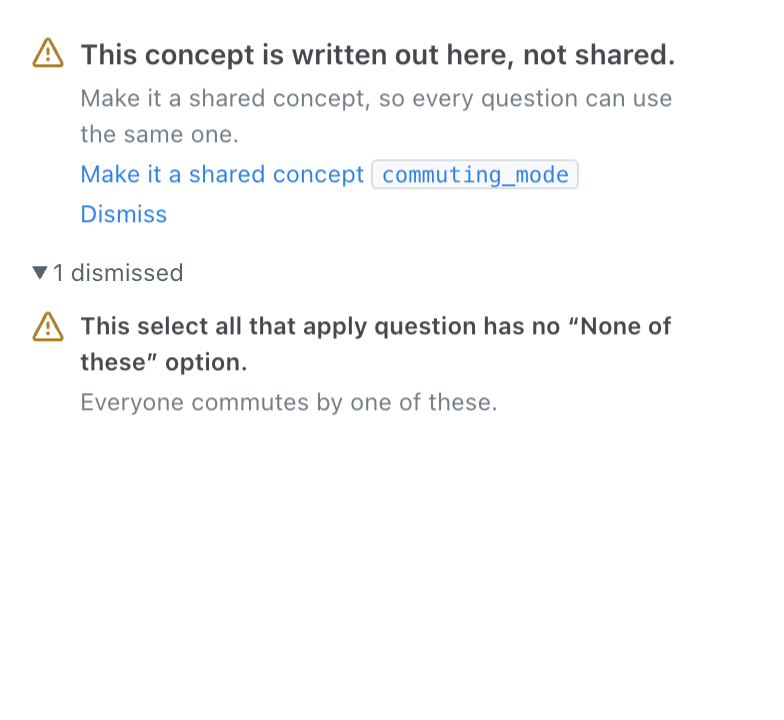 This concept is written out here, not shared.
Make it a shared concept, so every question can use
the same one.
Make it a shared concept commuting_mode
Dismiss
▼ 1 dismissed
This select all that apply question has no “None of
these” option.
Everyone commutes by one of these.